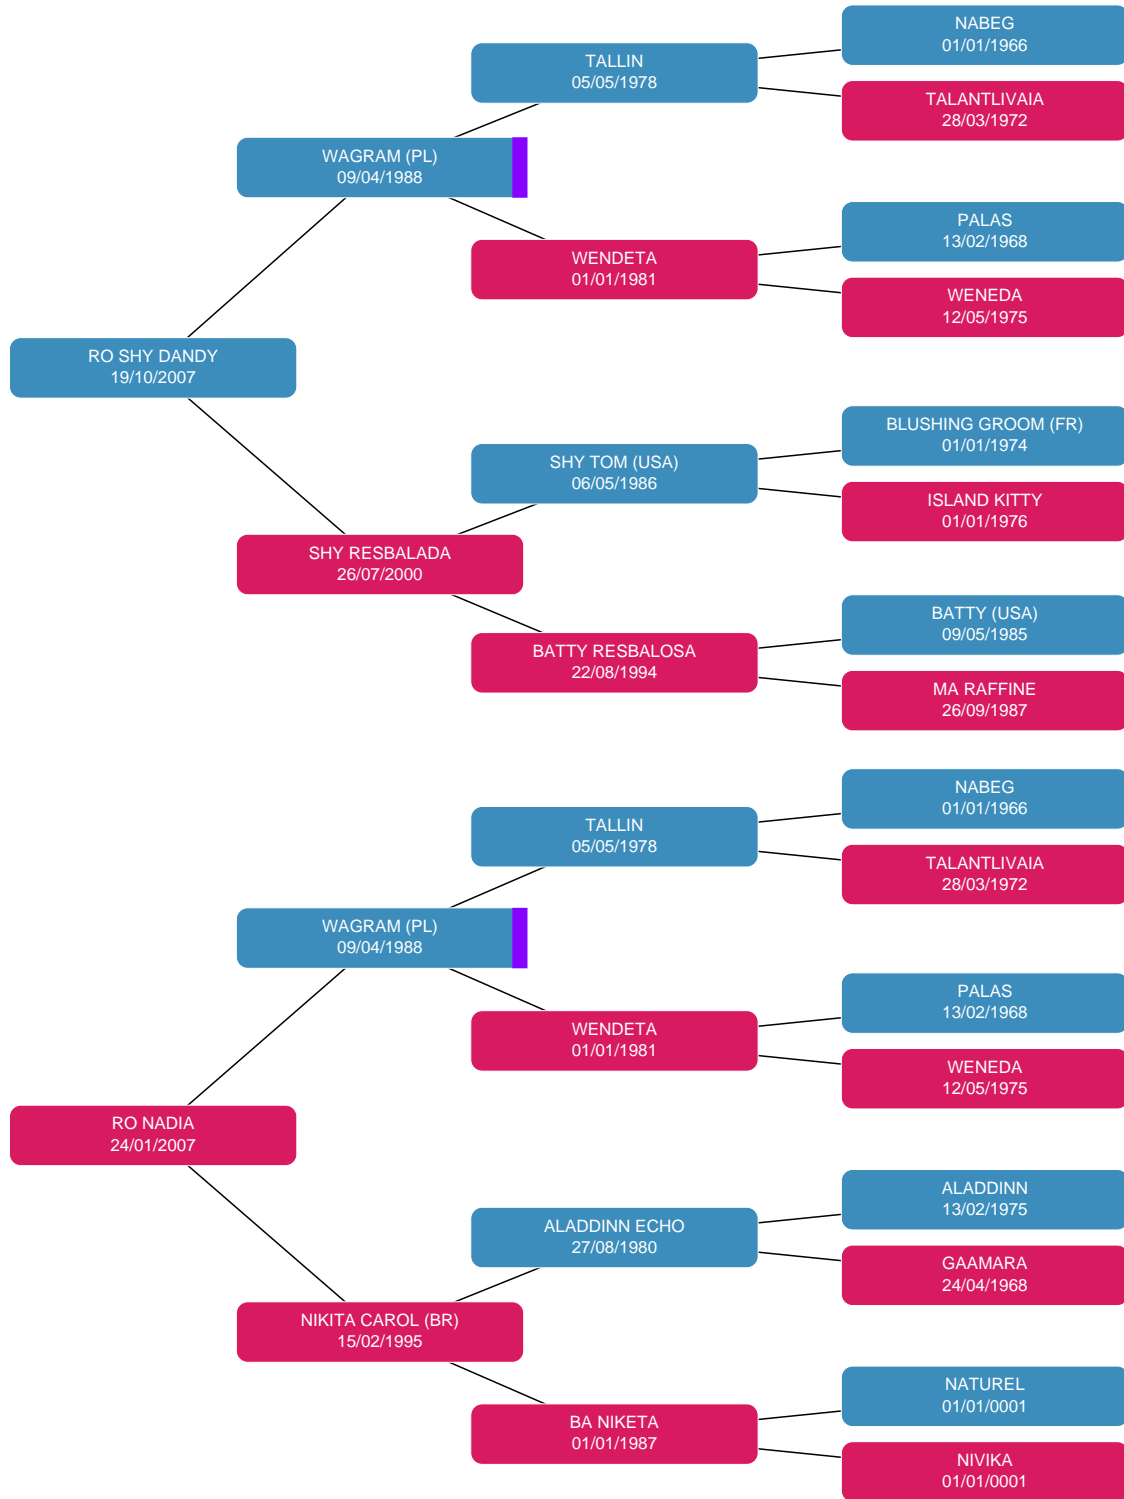 NABEG
01/01/1966
TALLIN
05/05/1978
TALANTLIVAIA
28/03/1972
WAGRAM (PL)
09/04/1988
PALAS
13/02/1968
WENDETA
01/01/1981
WENEDA
12/05/1975
RO SHY DANDY
19/10/2007
BLUSHING GROOM (FR)
01/01/1974
SHY TOM (USA)
06/05/1986
ISLAND KITTY
01/01/1976
SHY RESBALADA
26/07/2000
BATTY (USA)
09/05/1985
BATTY RESBALOSA
22/08/1994
MA RAFFINE
26/09/1987
NABEG
01/01/1966
TALLIN
05/05/1978
TALANTLIVAIA
28/03/1972
WAGRAM (PL)
09/04/1988
PALAS
13/02/1968
WENDETA
01/01/1981
WENEDA
12/05/1975
RO NADIA
24/01/2007
ALADDINN
13/02/1975
ALADDINN ECHO
27/08/1980
GAAMARA
24/04/1968
NIKITA CAROL (BR)
15/02/1995
NATUREL
01/01/0001
BA NIKETA
01/01/1987
NIVIKA
01/01/0001